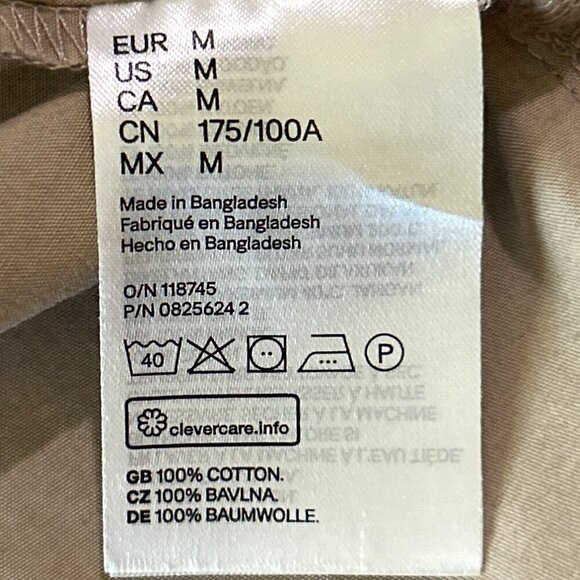 EUR M
US M
CA M
CN 175/100A
MX M
Made in Bangladesh
Fabriqué en Bangladesh
Hecho en Bangladesh
O/N 118745
P/N 0825624 2
40 P
clevercare.info
GB 100% COTTON.
CZ 100% BAVLNA.
DE 100% BAUMWOLLE.